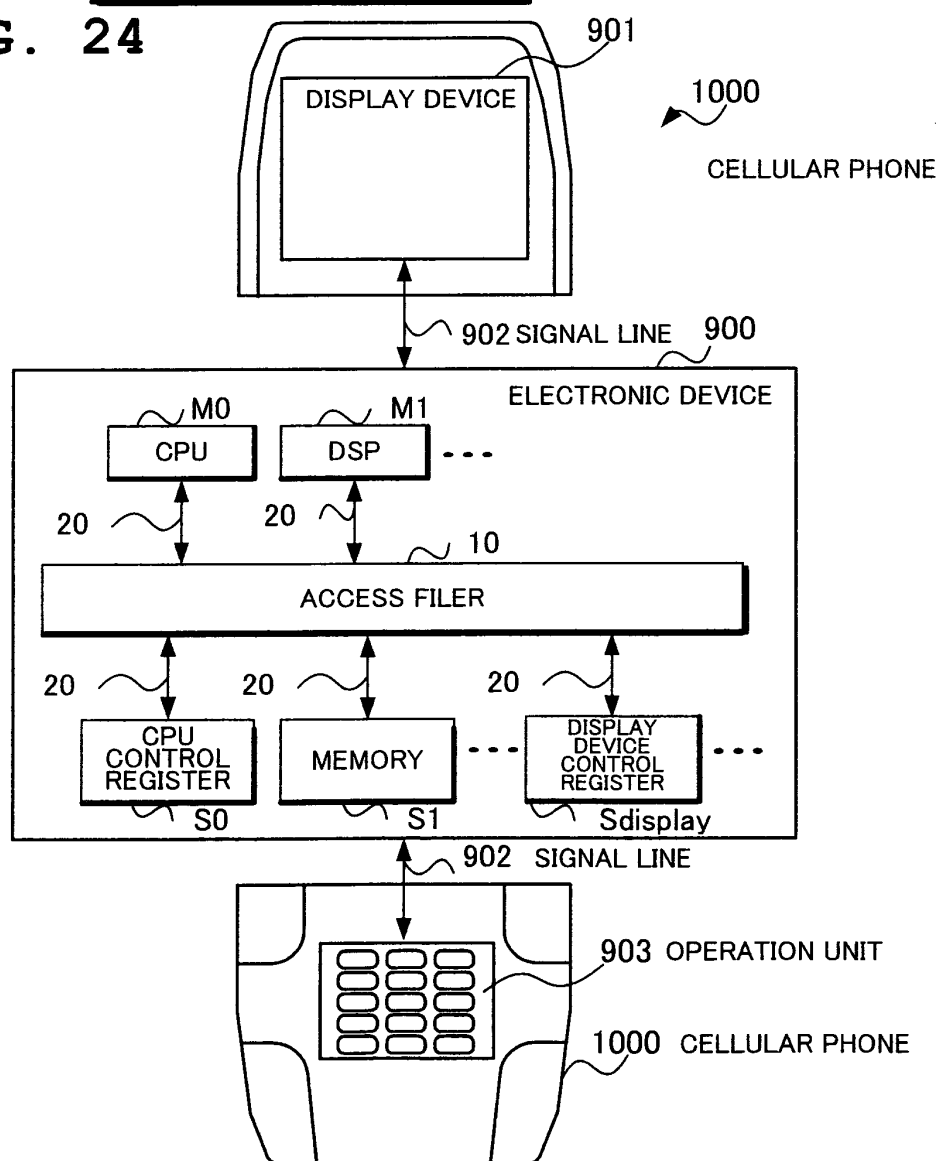 G. 24
901
DISPLAY DEVICE
1000
CELLULAR PHONE
902 SIGNAL LINE
900
ELECTRONIC DEVICE
M0
M1
CPU
DSP
20
20
10
ACCESS FILER
20
20
20
CPU
CONTROL
REGISTER
MEMORY
DISPLAY
DEVICE
CONTROL
REGISTER
S0
S1
Sdisplay
902 SIGNAL LINE
903 OPERATION UNIT
1000 CELLULAR PHONE